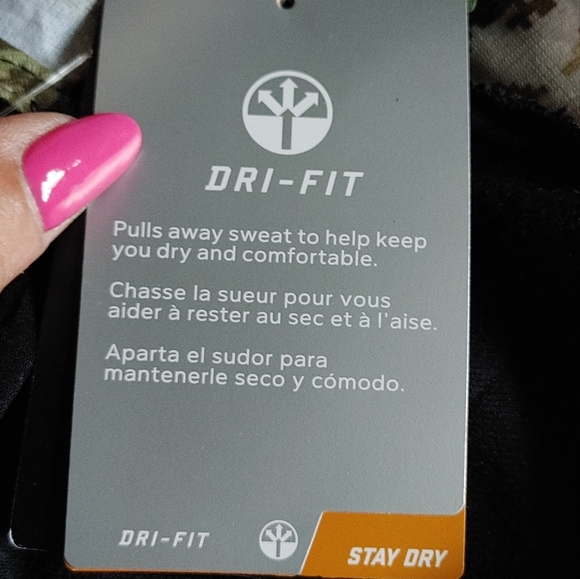 DRI-FIT
Pulls away sweat to help keep
you dry and comfortable.
Chasse la sueur pour vous
aider à rester au sec et à l'aise.
Aparta el sudor para
mantenerle seco y cómodo.
DRI-FIT
STAY DRY